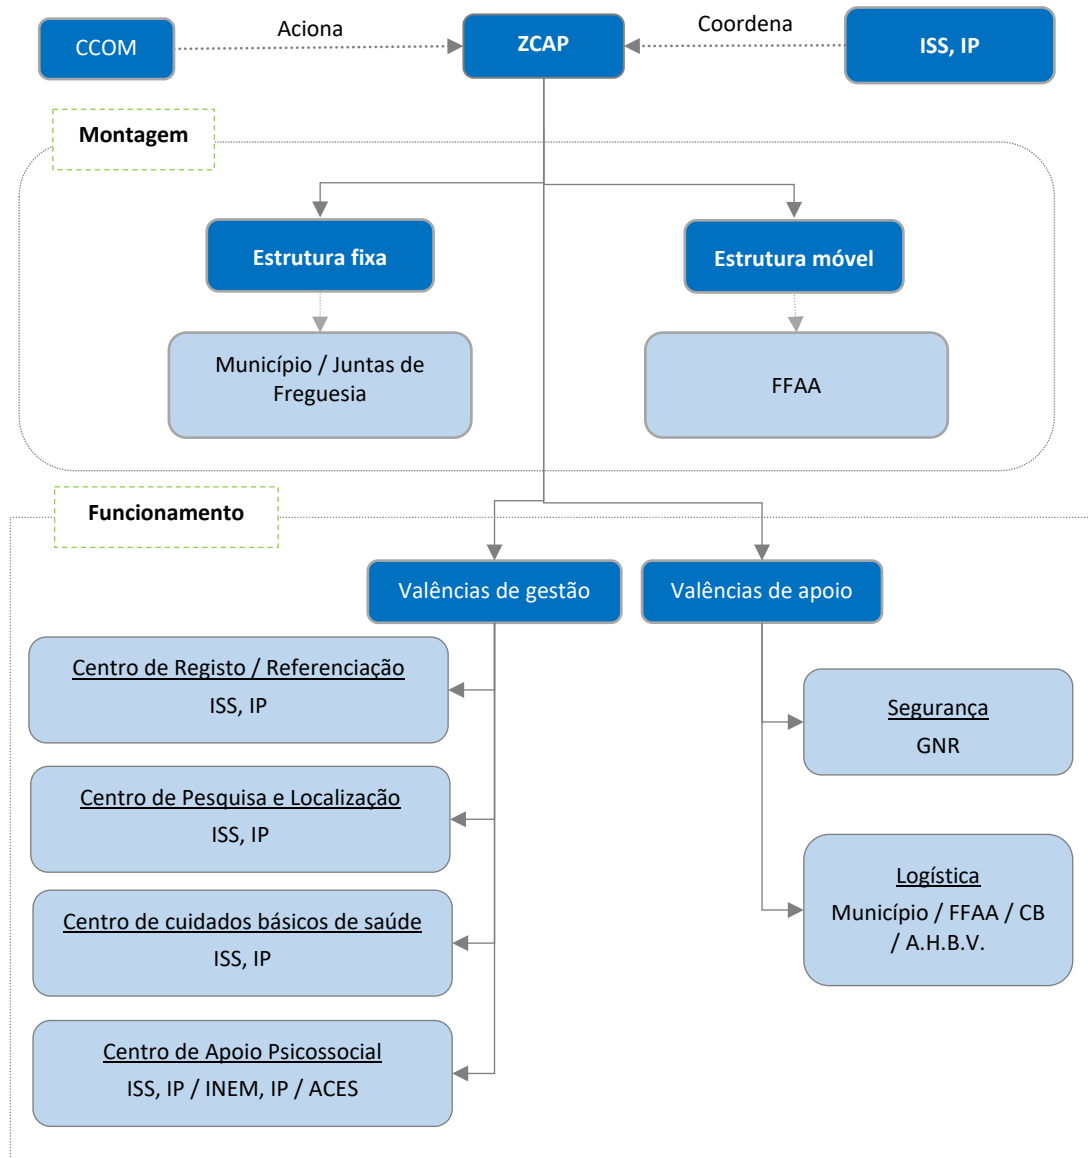 CCOM
Aciona
ZCAP
Coordena
ISS, IP
Montagem
Estrutura fixa
Estrutura móvel
Município / Juntas de
Freguesia
FFAA
Funcionamento
Valências de gestão
Valências de apoio
Centro de Registo / Referenciação
ISS, IP
Centro de Pesquisa e Localização
ISS, IP
Centro de cuidados básicos de saúde
ISS, IP
Centro de Apoio Psicossocial
ISS, IP / INEM, IP / ACES
Segurança
GNR
Logística
Município / FFAA / CB
/ A.H.B.V.